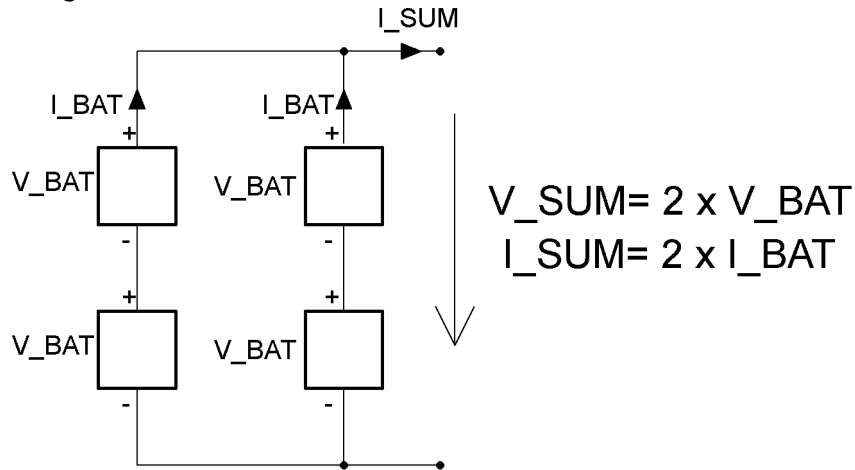 I_SUM
I_BAT
I_BAT
+
+
V_BAT
V_BAT
V_SUM= 2 x V_BAT
I_SUM= 2 x I_BAT
-
-
+
+
V_BAT
V_BAT
-
-